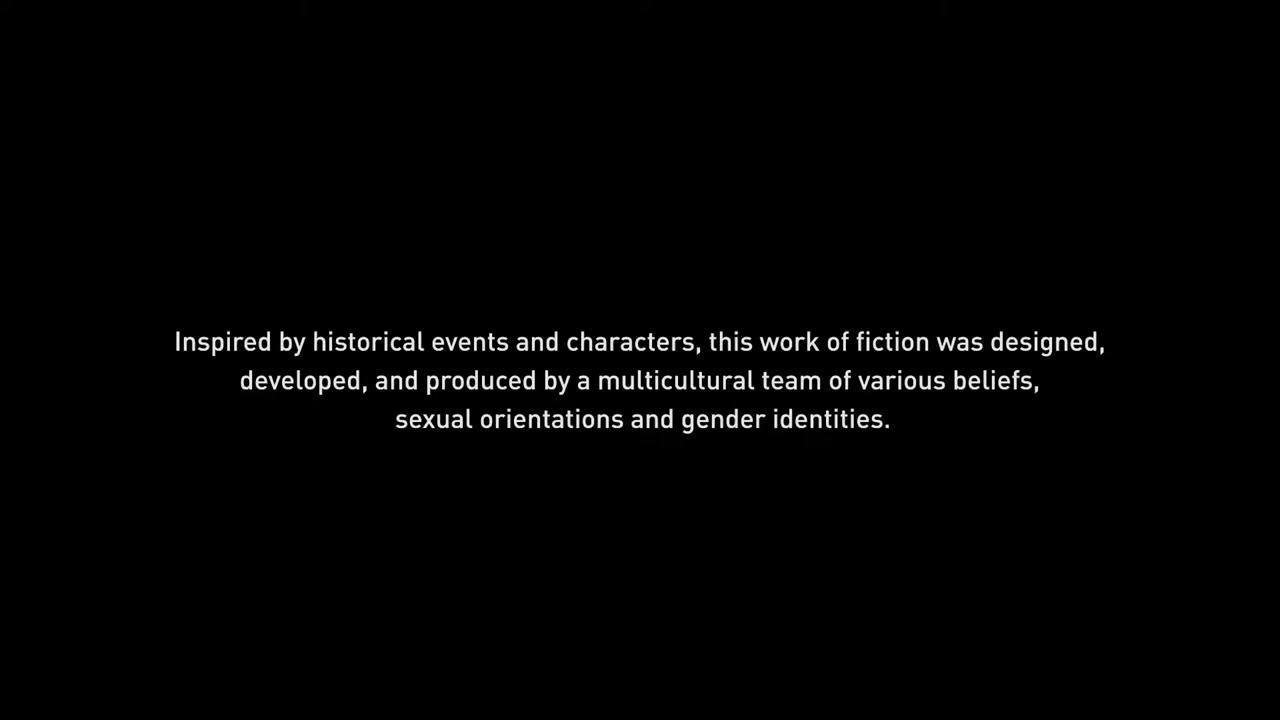 Inspired by historical events and characters, this work of fiction was designed,
developed, and produced by a multicultural team of various beliefs,
sexual orientations and gender identities.